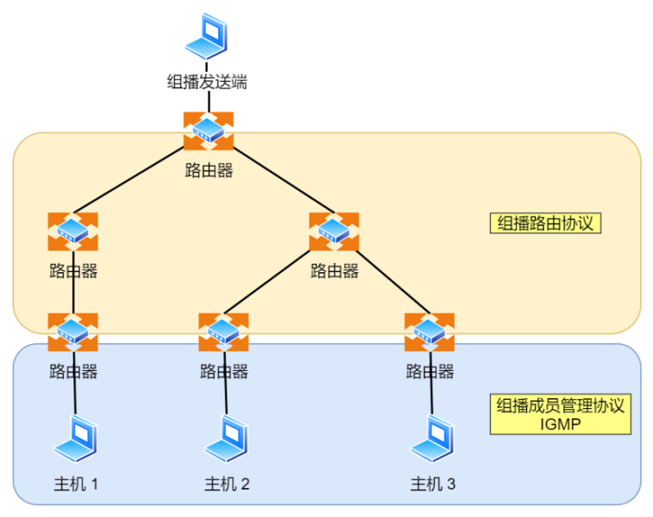 组播发送端
路由器
组播路由协议
路由器
路由器
路由器
路由器
路由器
组播成员管理协议
IGMP
主机 1
主机 2
主机 3